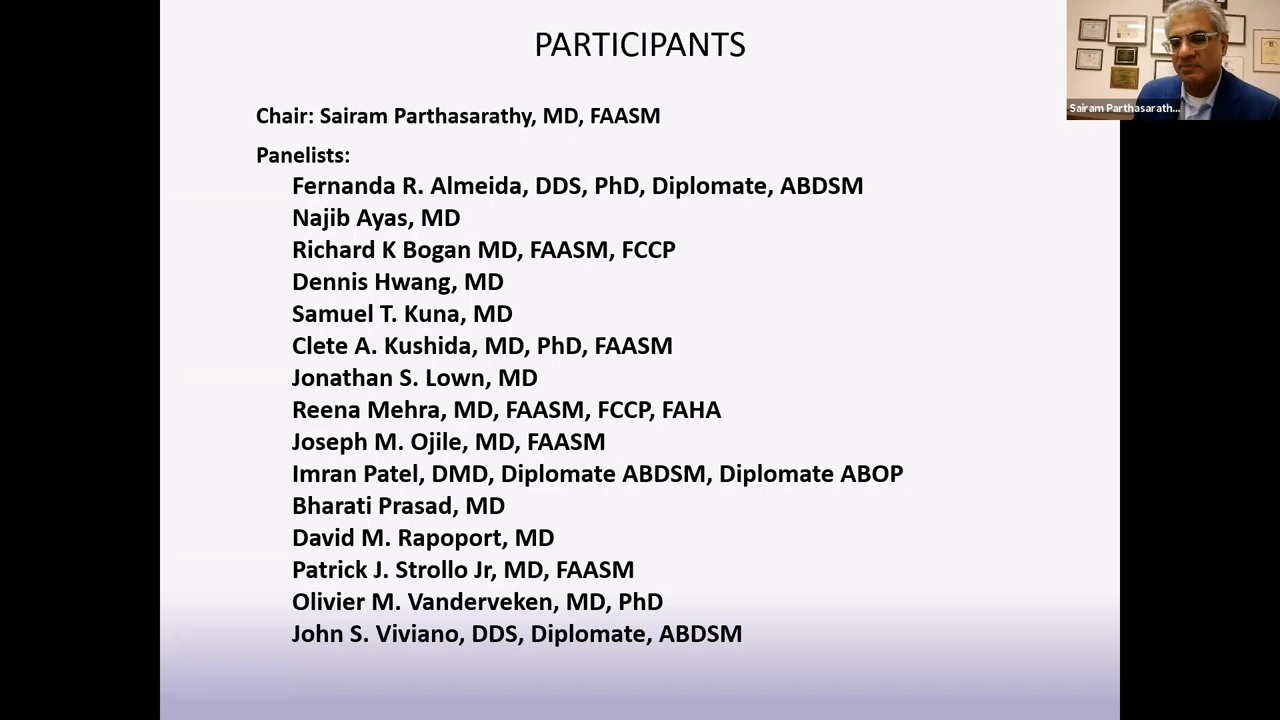 PARTICIPANTS
Chair: Sairam Parthasarathy, MD, FAASM
Panelists:
Fernanda R. Almeida, DDS, PhD, Diplomate, ABDSM
Najib Ayas, MD
Richard K Bogan MD, FAASM, FCCP
Dennis Hwang, MD
Samuel T. Kuna, MD
Clete A. Kushida, MD, PhD, FAASM
Jonathan S. Lown, MD
Reena Mehra, MD, FAASM, FCCP, FAHA
Joseph M. Ojile, MD, FAASM
Imran Patel, DMD, Diplomate ABDSM, Diplomate ABOP
Bharati Prasad, MD
David M. Rapoport, MD
Patrick J. Strollo Jr, MD, FAASM
Olivier M. Vanderveken, MD, PhD
John S. Viviano, DDS, Diplomate, ABDSM
Sairam Parthasarath...